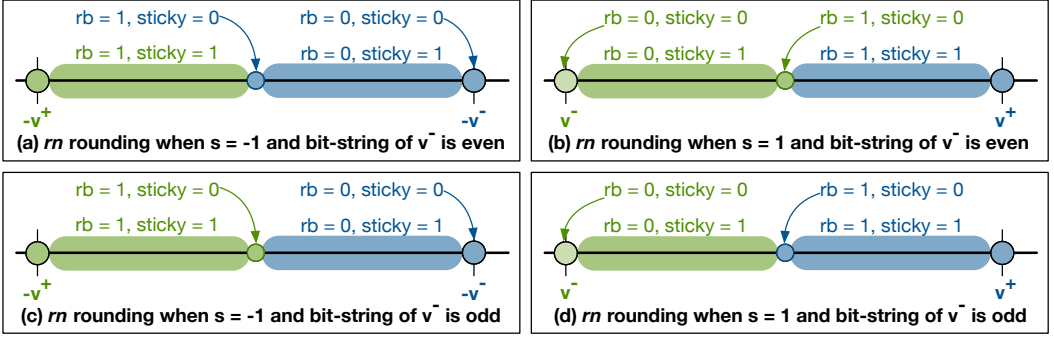 rb = 1, sticky = 0 rb = 0, sticky = 0
rb = 1, sticky = 1 rb = 0, sticky = 1
-v⁺ -v⁻
(a) rn rounding when s = -1 and bit-string of v⁻ is even
rb = 0, sticky = 0 rb = 1, sticky = 0
rb = 0, sticky = 1 rb = 1, sticky = 1
v⁻ v⁺
(b) rn rounding when s = 1 and bit-string of v⁻ is even
rb = 1, sticky = 0 rb = 0, sticky = 0
rb = 1, sticky = 1 rb = 0, sticky = 1
-v⁺ -v⁻
(c) rn rounding when s = -1 and bit-string of v⁻ is odd
rb = 0, sticky = 0 rb = 1, sticky = 0
rb = 0, sticky = 1 rb = 1, sticky = 1
v⁻ v⁺
(d) rn rounding when s = 1 and bit-string of v⁻ is odd